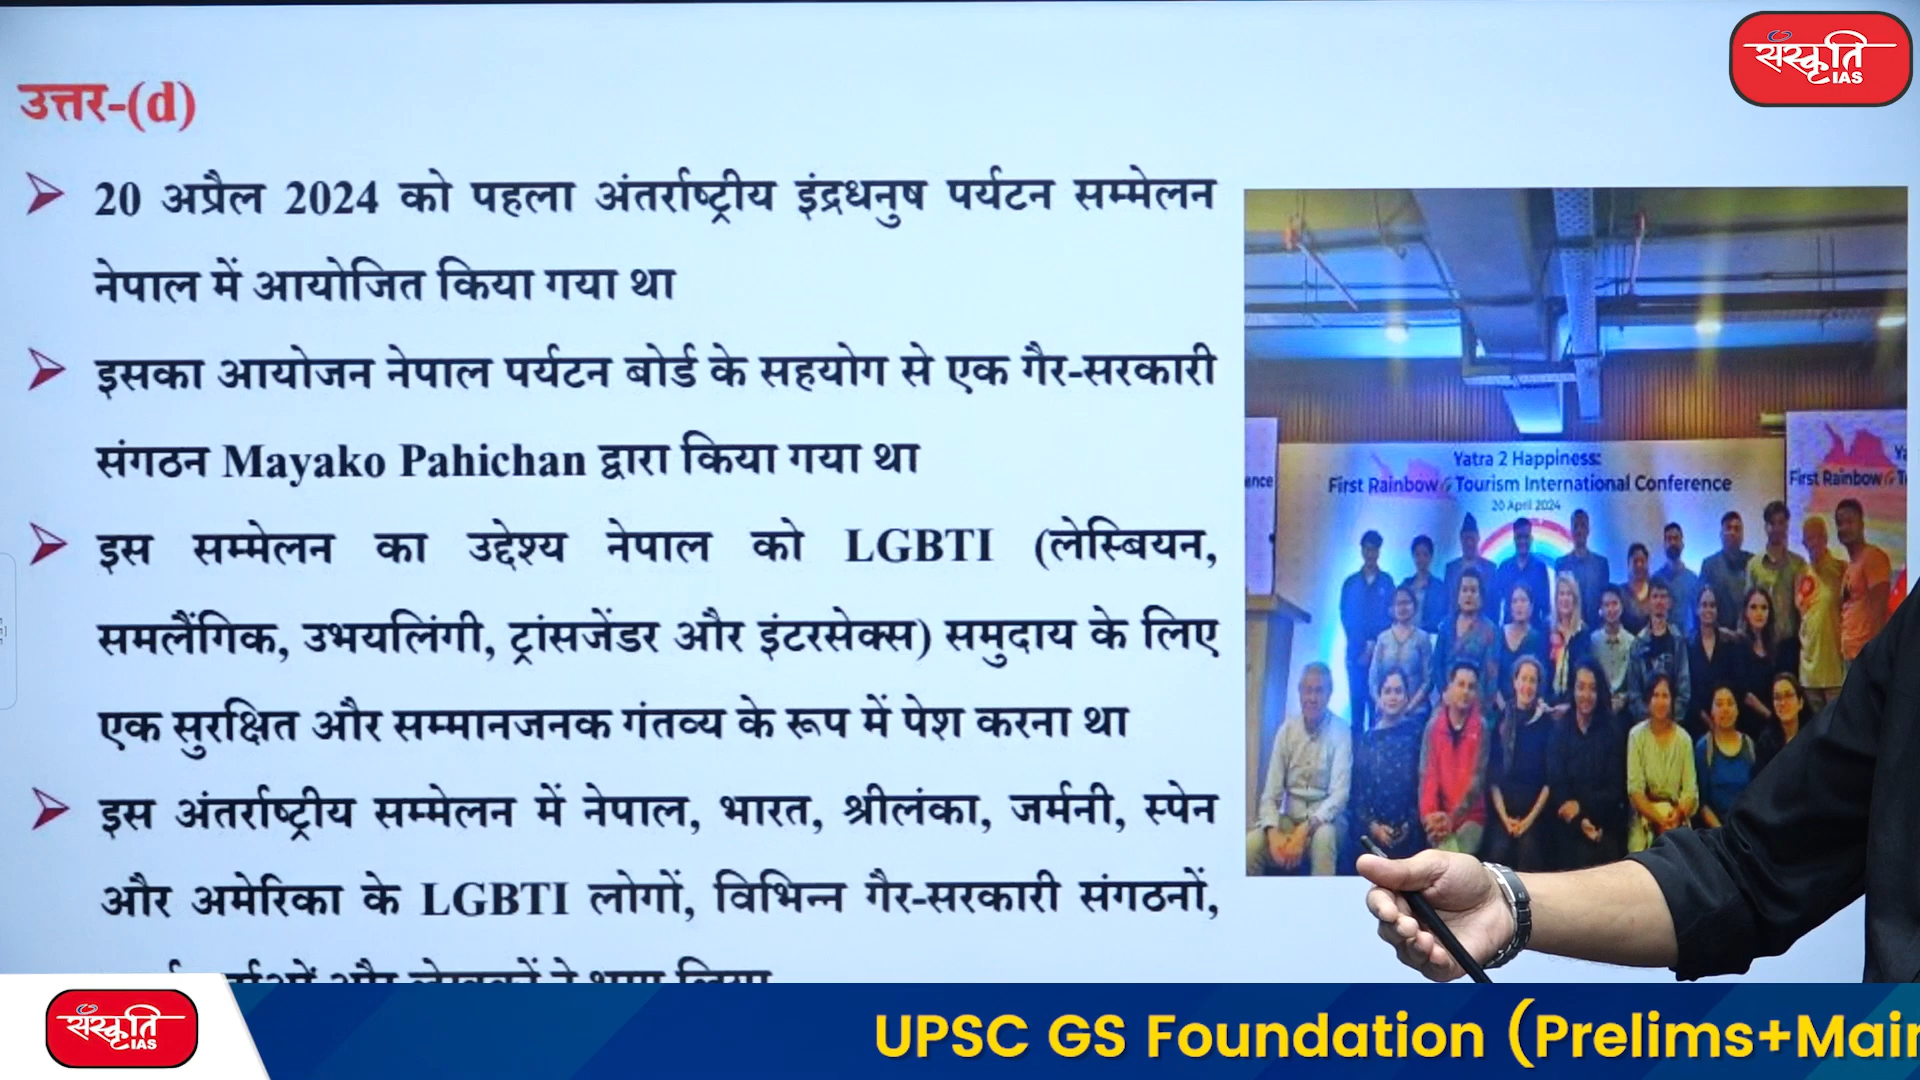 संस्कृति
IAS
उत्तर-(d)
20 अप्रैल 2024 को पहला अंतर्राष्ट्रीय इंद्रधनुष पर्यटन सम्मेलन
नेपाल में आयोजित किया गया था
इसका आयोजन नेपाल पर्यटन बोर्ड के सहयोग से एक गैर-सरकारी
संगठन Mayako Pahichan द्वारा किया गया था
इस सम्मेलन का उद्देश्य नेपाल को LGBTI (लेस्बियन,
समलैंगिक, उभयलिंगी, ट्रांसजेंडर और इंटरसेक्स) समुदाय के लिए
एक सुरक्षित और सम्मानजनक गंतव्य के रूप में पेश करना था
इस अंतर्राष्ट्रीय सम्मेलन में नेपाल, भारत, श्रीलंका, जर्मनी, स्पेन
और अमेरिका के LGBTI लोगों, विभिन्न गैर-सरकारी संगठनों,
और लेखकों ने भाग लिया
Yatra 2 Happiness:
First Rainbow Tourism International Conference
20 April 2024
ence
First Rainbow
संस्कृति
IAS
UPSC GS Foundation (Prelims+Main